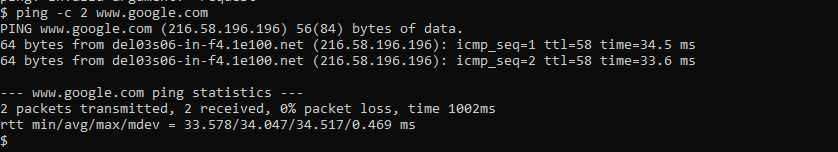 $ ping -c 2 www.google.com
PING www.google.com (216.58.196.196) 56(84) bytes of data.
64 bytes from del03s06-in-f4.1e100.net (216.58.196.196): icmp_seq=1 ttl=58 time=34.5 ms
64 bytes from del03s06-in-f4.1e100.net (216.58.196.196): icmp_seq=2 ttl=58 time=33.6 ms
--- www.google.com ping statistics ---
2 packets transmitted, 2 received, 0% packet loss, time 1002ms
rtt min/avg/max/mdev = 33.578/34.047/34.517/0.469 ms
$